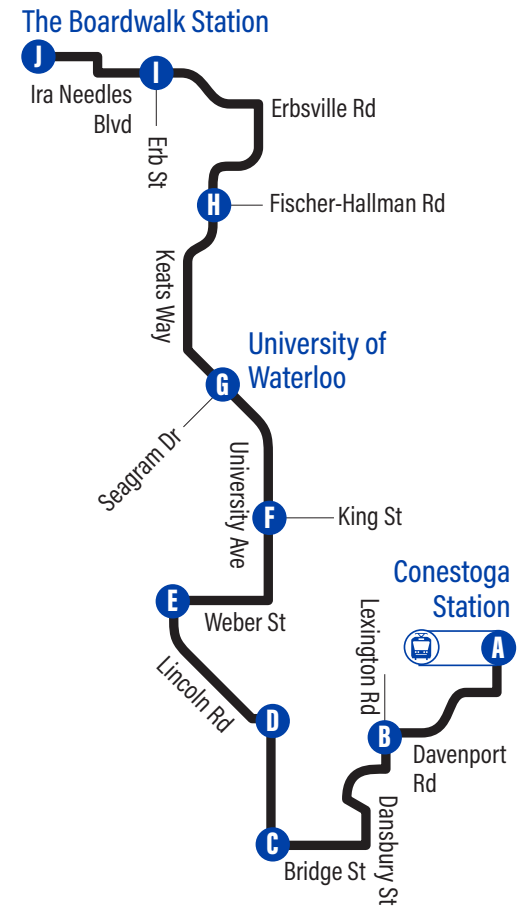 The Boardwalk Station
J
I
Ira Needles
Blvd
Erb St
Erbsville Rd
H
Fischer-Hallman Rd
Keats Way
University of
Waterloo
G
Seagram Dr
University Ave
F
King St
Conestoga
Station
E
Weber St
Lexington Rd
A
Lincoln Rd
D
B
Davenport
Rd
Dansbury St
C
Bridge St